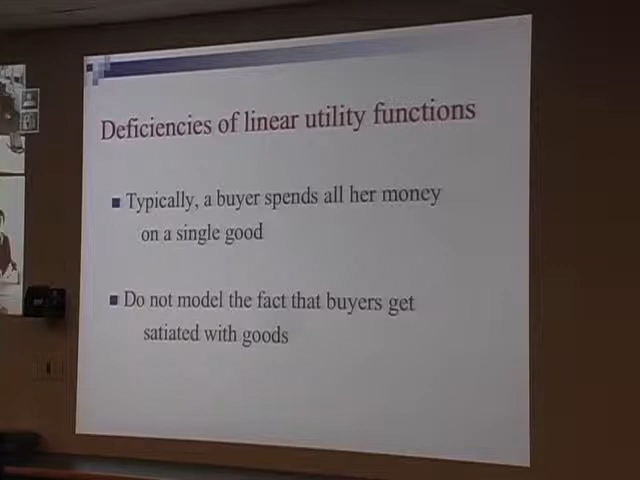 Deficiencies of linear utility functions
Typically, a buyer spends all her money
on a single good
Do not model the fact that buyers get
satiated with goods